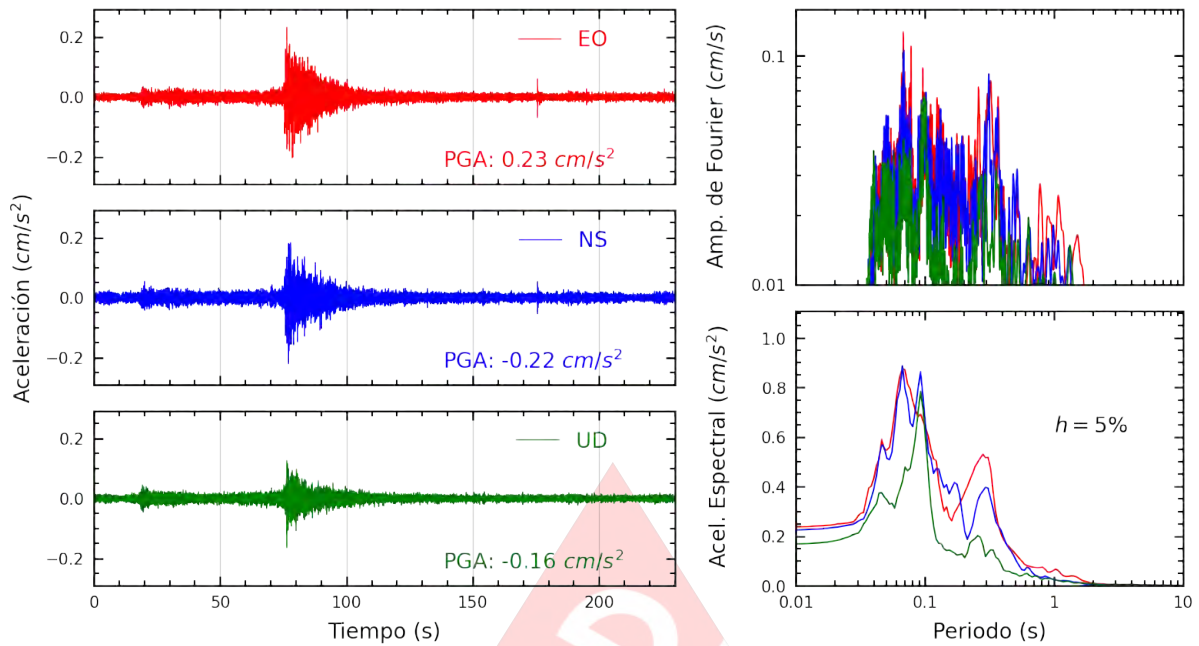 Aceleración (cm/s²)
0.2
0.0
−0.2
EO
PGA: 0.23 cm/s²
0.2
0.0
−0.2
NS
PGA: -0.22 cm/s²
0.2
0.0
−0.2
UD
PGA: -0.16 cm/s²
0 50 100 150 200
Tiempo (s)
Amp. de Fourier (cm/s)
0.1
0.01
Acel. Espectral (cm/s²)
1.0
0.8
0.6
0.4
0.2
0.0
h = 5%
0.01 0.1 1 10
Periodo (s)